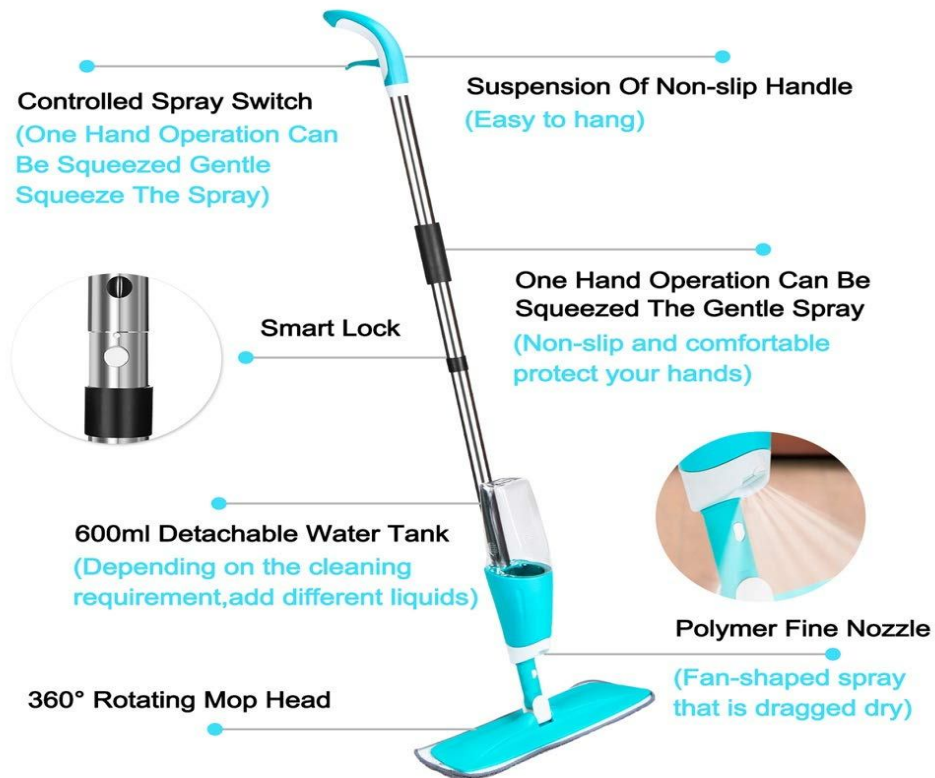 Controlled Spray Switch
(One Hand Operation Can
Be Squeezed Gentle
Squeeze The Spray)
Suspension Of Non-slip Handle
(Easy to hang)
One Hand Operation Can Be
Squeezed The Gentle Spray
(Non-slip and comfortable
protect your hands)
Smart Lock
600ml Detachable Water Tank
(Depending on the cleaning
requirement,add different liquids)
Polymer Fine Nozzle
(Fan-shaped spray
that is dragged dry)
360° Rotating Mop Head